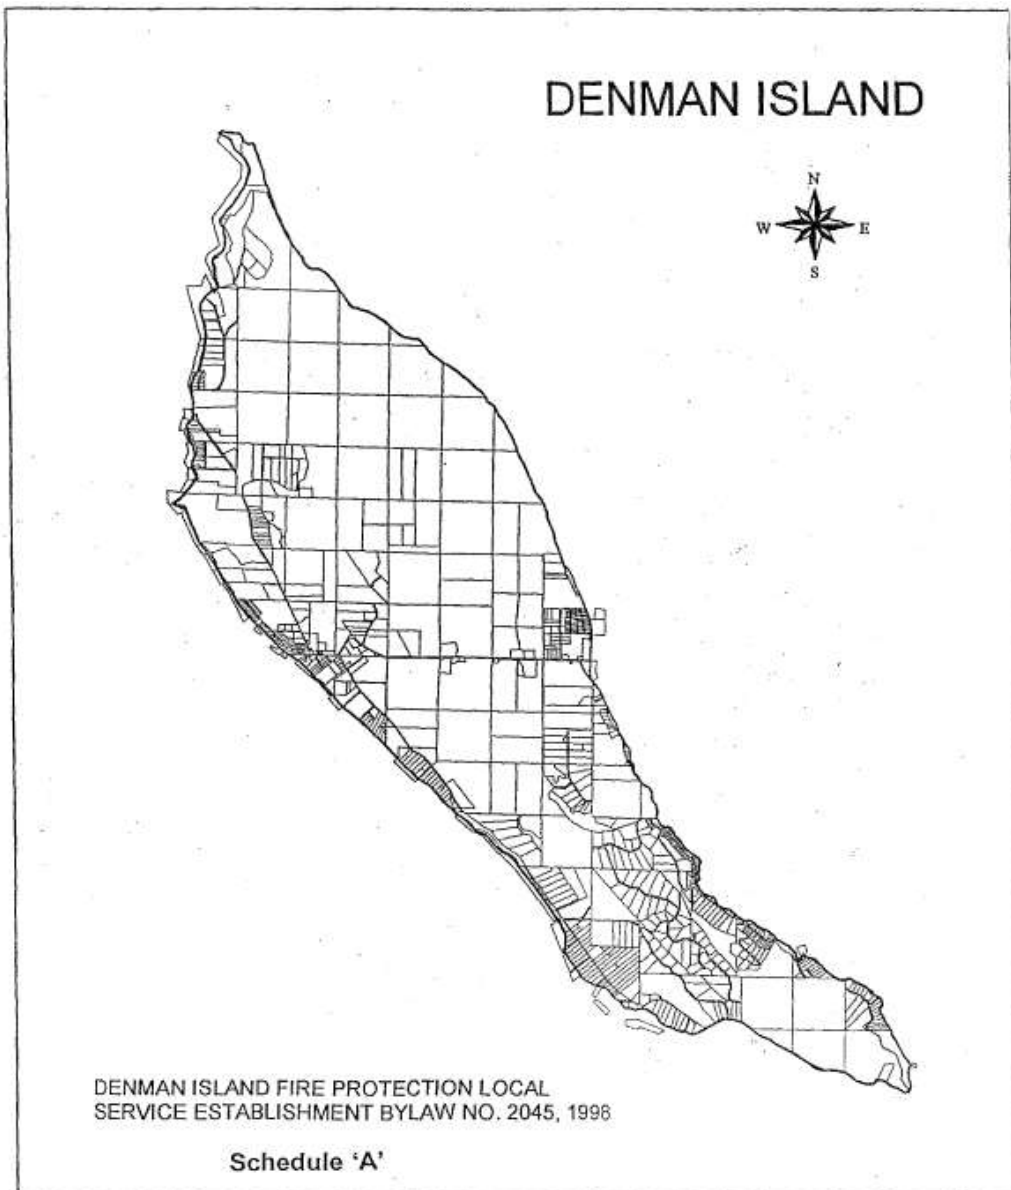 DENMAN ISLAND
N
W E
S
DENMAN ISLAND FIRE PROTECTION LOCAL
SERVICE ESTABLISHMENT BYLAW NO. 2045, 1998
Schedule ‘A’